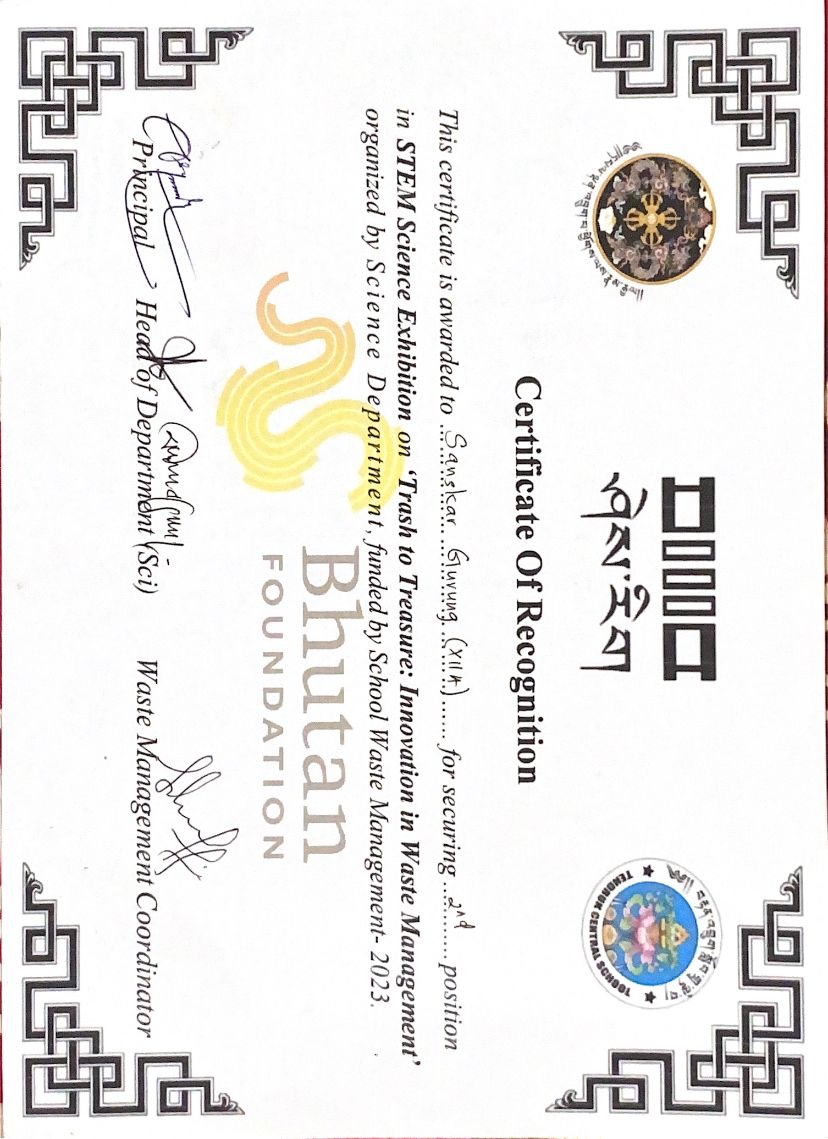 ཤེས་རིག
TENDRUK CENTRAL SCHOOL
Certificate Of Recognition
This certificate is awarded to ... Sanskar Gurung (XII A) ...... for securing ... 2nd ...... position
in STEM Science Exhibition on ‘Trash to Treasure: Innovation in Waste Management’
organized by Science Department, funded by School Waste Management- 2023.
Bhutan
FOUNDATION
Principal Head of Department (Sci) Waste Management Coordinator